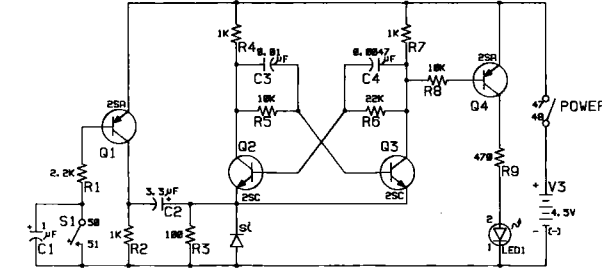 1K
R4
0.01
μF
C3
0.0047
μF
C4
1K
R7
2SA
10K
R8
Q4
47
48
POWER
10K
R5
22K
R6
2SA
Q1
Q2
Q3
2.2K
R1
470
R9
2SC
2SC
3.3μF
C2
V3
4.5V
(-)
1
μF
C1
S1
50
51
1K
R2
100
R3
Si
2
1
LED1